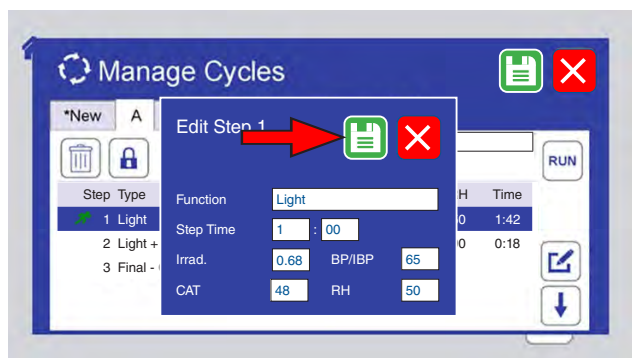 Manage Cycles
*New A
Edit Step 1
RUN
Step Type H Time
Function Light
1 Light 0 1:42
Step Time 1 : 00
2 Light + 0 0:18
Irrad. 0.68 BP/IBP 65
3 Final -
CAT 48 RH 50